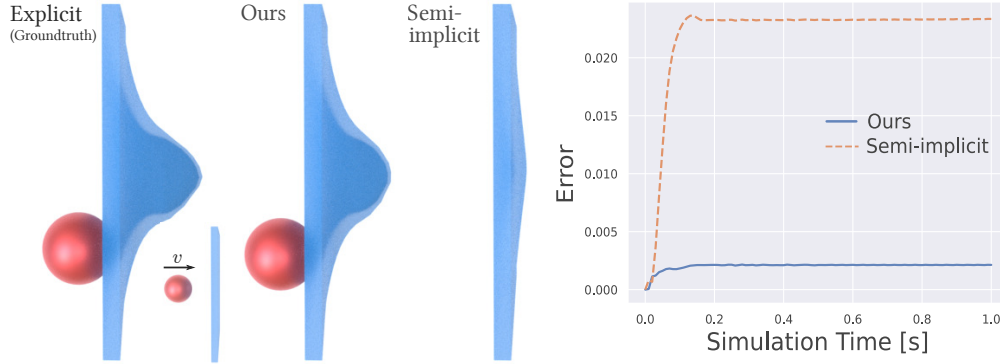 Explicit
(Groundtruth)
Ours
Semi-
implicit
v
0.020
0.015
0.010
0.005
0.000
Error
Ours
Semi-implicit
0.0 0.2 0.4 0.6 0.8 1.0
Simulation Time [s]